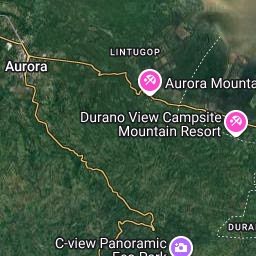 LINTUGOP
Aurora
Aurora Mounta
Durano View Campsite
Mountain Resort
DURA
C-view Panoramic
Eco Park